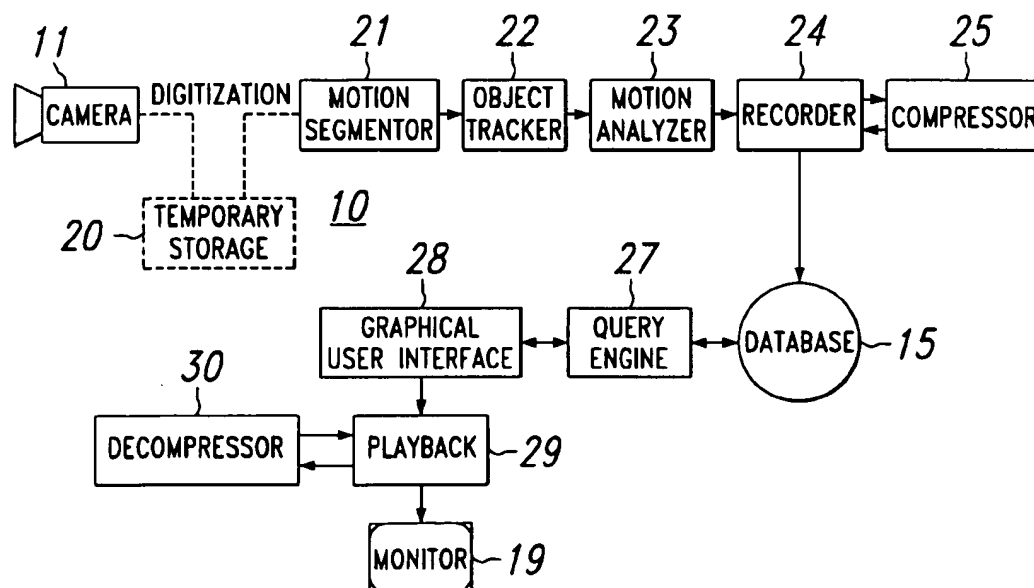 11
21
22
23
24
25
CAMERA
DIGITIZATION
MOTION
SEGMENTOR
OBJECT
TRACKER
MOTION
ANALYZER
RECORDER
COMPRESSOR
20
TEMPORARY
STORAGE
10
28
27
GRAPHICAL
USER INTERFACE
QUERY
ENGINE
DATABASE
15
30
DECOMPRESSOR
PLAYBACK
29
MONITOR
19